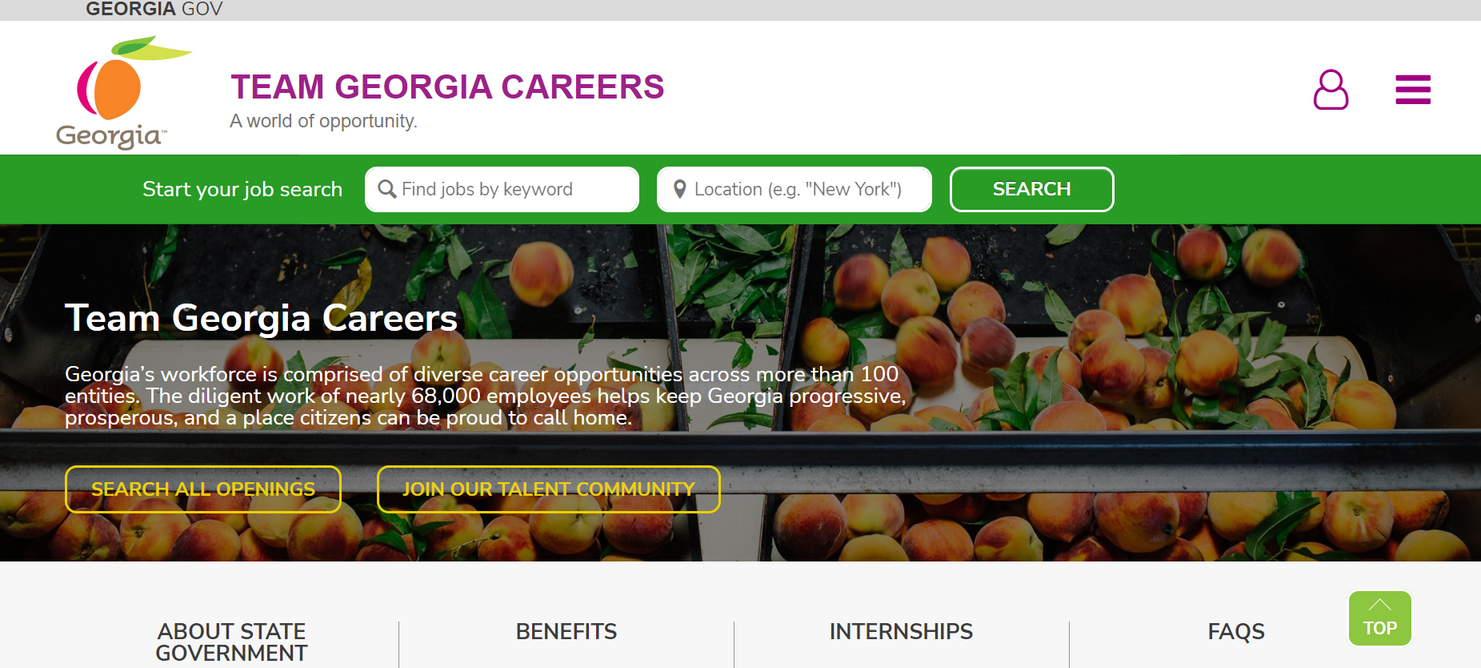 GEORGIA GOV
Georgia™
TEAM GEORGIA CAREERS
A world of opportunity.
Start your job search
Find jobs by keyword
Location (e.g. "New York")
SEARCH
Team Georgia Careers
Georgia's workforce is comprised of diverse career opportunities across more than 100
entities. The diligent work of nearly 68,000 employees helps keep Georgia progressive,
prosperous, and a place citizens can be proud to call home.
SEARCH ALL OPENINGS
JOIN OUR TALENT COMMUNITY
ABOUT STATE
GOVERNMENT
BENEFITS
INTERNSHIPS
FAQS
TOP